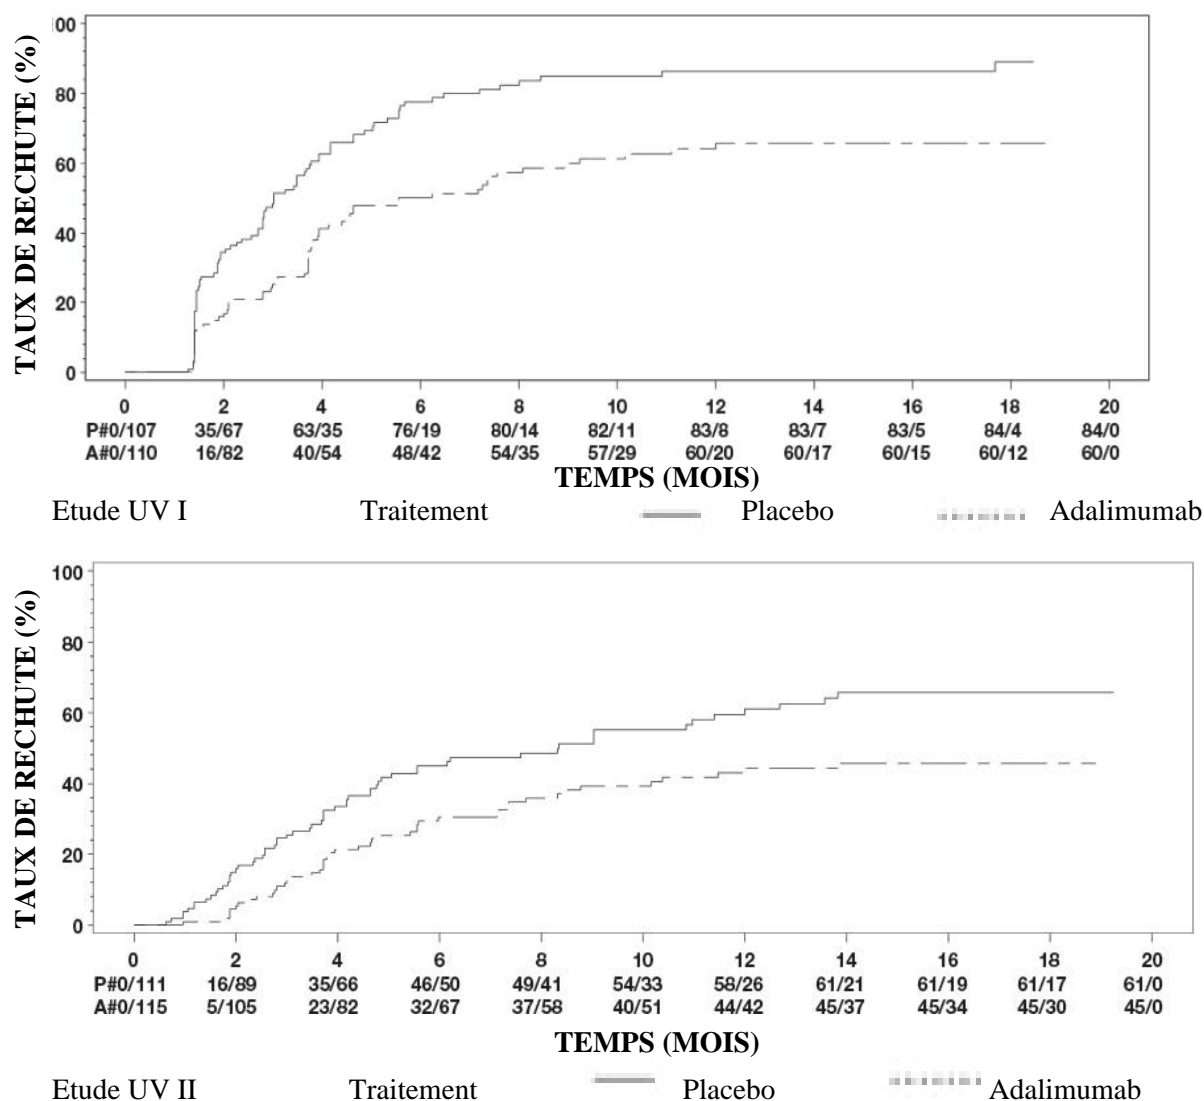 TAUX DE RECHUTE (%)
00
80
60
40
20
0
0 2 4 6 8 10 12 14 16 18 20
P#0/107 35/67 63/35 76/19 80/14 82/11 83/8 83/7 83/5 84/4 84/0
A#0/110 16/82 40/54 48/42 54/35 57/29 60/20 60/17 60/15 60/12 60/0
TEMPS (MOIS)
Etude UV I Traitement Placebo Adalimumab
TAUX DE RECHUTE (%)
100
80
60
40
20
0
0 2 4 6 8 10 12 14 16 18 20
P#0/111 16/89 35/66 46/50 49/41 54/33 58/26 61/21 61/19 61/17 61/0
A#0/115 5/105 23/82 32/67 37/58 40/51 44/42 45/37 45/34 45/30 45/0
TEMPS (MOIS)
Etude UV II Traitement Placebo Adalimumab